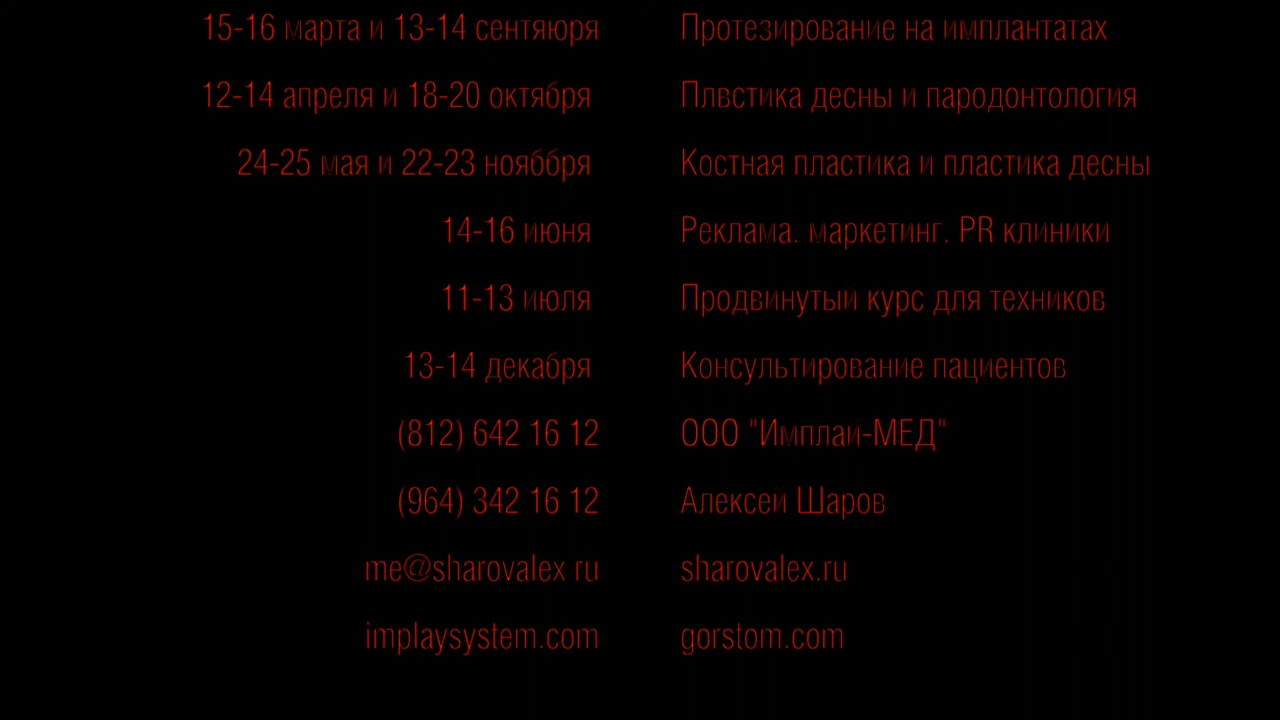 15-16 марта и 13-14 сентяюря Протезирование на имплантатах
12-14 апреля и 18-20 октября Плвстика десны и пародонтология
24-25 мая и 22-23 нояббря Костная пластика и пластика десны
14-16 июня Реклама. маркетинг. PR клиники
11-13 июля Продвинутый курс для техников
13-14 декабря Консультирование пациентов
(812) 642 16 12 ООО "Имплаи-МЕД"
(964) 342 16 12 Алексей Шаров
me@sharovalex ru sharovalex.ru
implaysystem.com gorstom.com